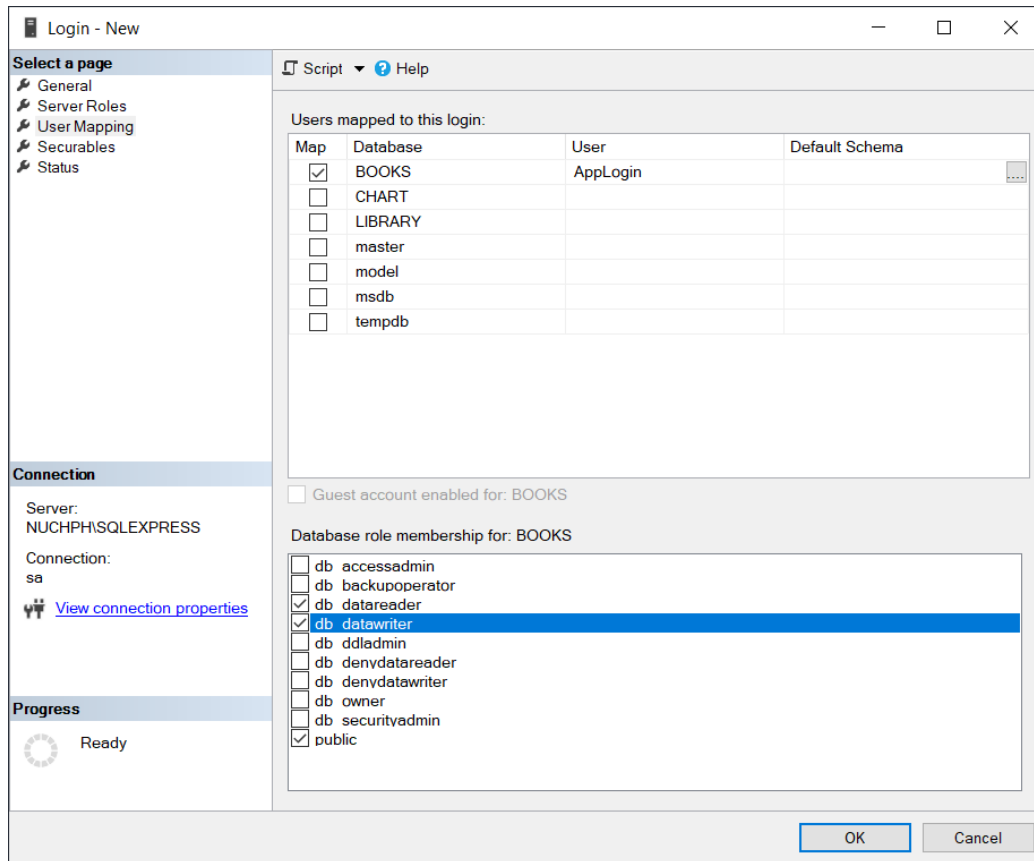 Login - New
Select a page
General
Server Roles
User Mapping
Securables
Status
Script
Help
Users mapped to this login:
Map Database User Default Schema
BOOKS AppLogin ....
CHART
LIBRARY
master
model
msdb
tempdb
Guest account enabled for: BOOKS
Database role membership for: BOOKS
db_accessadmin
db_backupoperator
db_datareader
db_datawriter
db_ddladmin
db_denydatareader
db_denydatawriter
db_owner
db_securityadmin
public
Connection
Server:
NUCHPH\SQLEXPRESS
Connection:
sa
View connection properties
Progress
Ready
OK Cancel